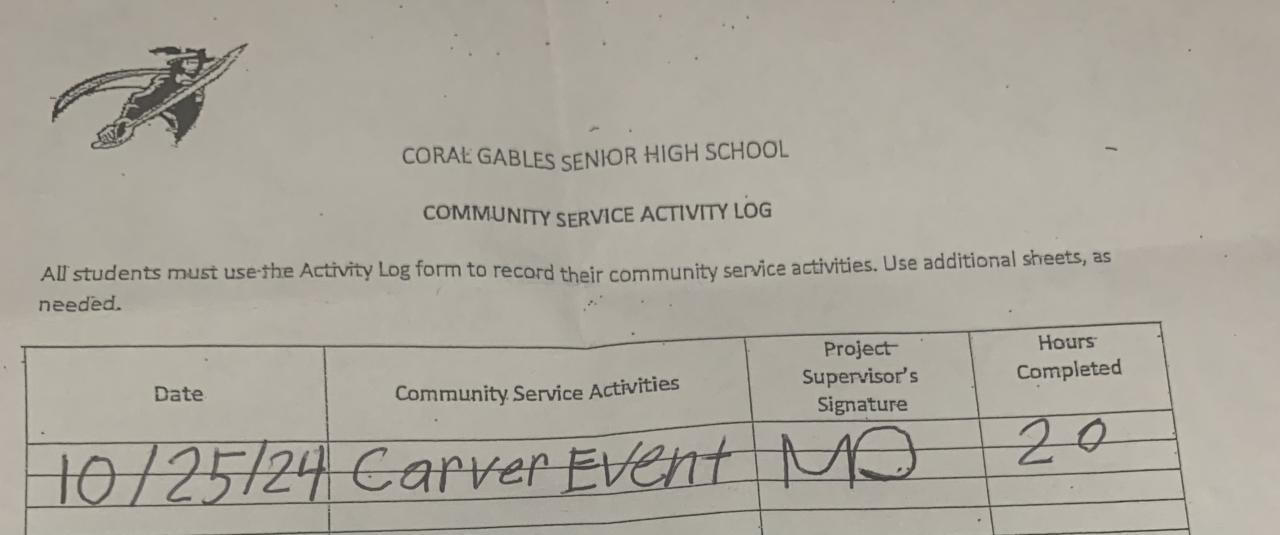 CORAL GABLES SENIOR HIGH SCHOOL
COMMUNITY SERVICE ACTIVITY LOG
All students must use the Activity Log form to record their community service activities. Use additional sheets, as
needed.
Date
Community Service Activities
Project
Supervisor's
Signature
Hours
Completed
10/25/24 Carver Event MO 20